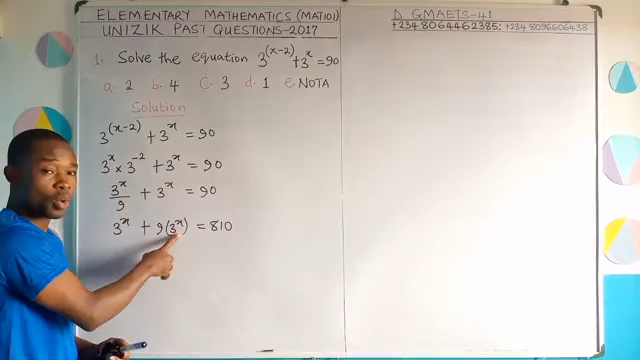 ELEMENTARY MATHEMATICS (MAT101)
UNIZIK PAST QUESTIONS-2017
1. Solve the equation 3^(x-2) + 3^x = 90
a. 2 b. 4 c. 3 d. 1 e. NOTA
Solution
3^(x-2) + 3^x = 90
3^x × 3^-2 + 3^x = 90
3^x/9 + 3^x = 90
3^x + 9(3^x) = 810
D GMAETS-41
+234 8064462385; +234 8096606438